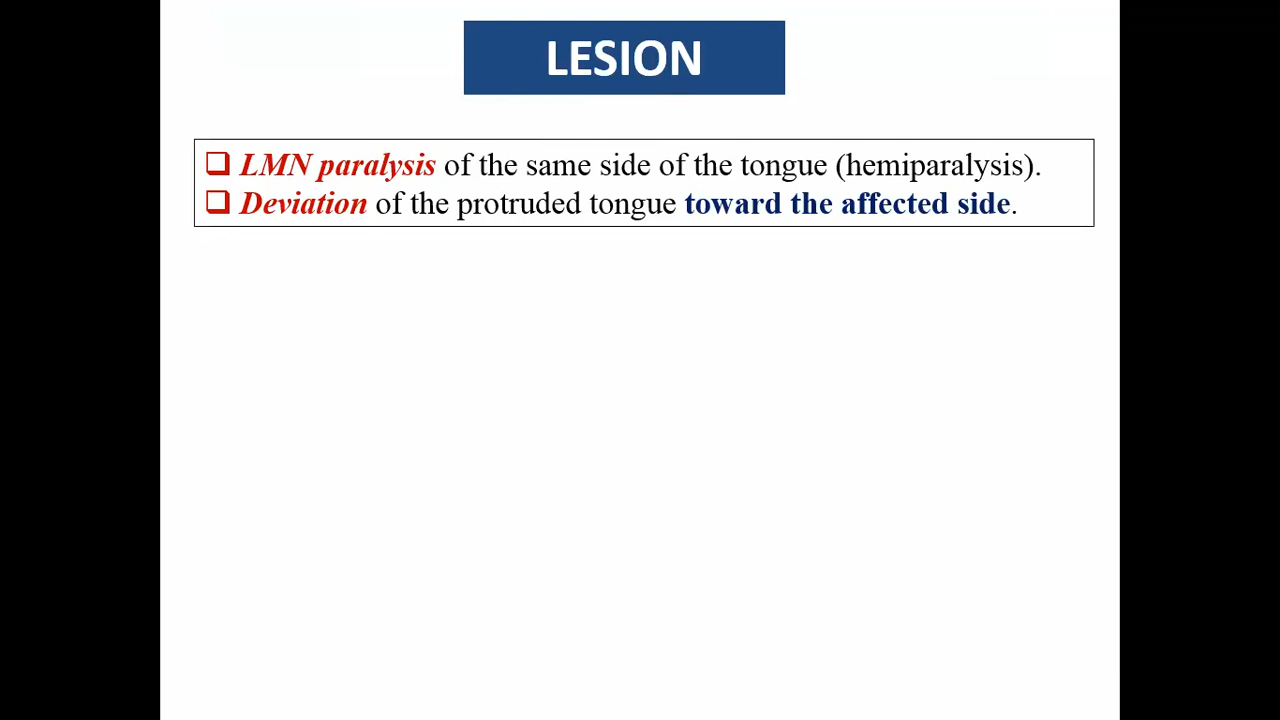 LESION
❑ LMN paralysis of the same side of the tongue (hemiparalysis).
❑ Deviation of the protruded tongue toward the affected side.